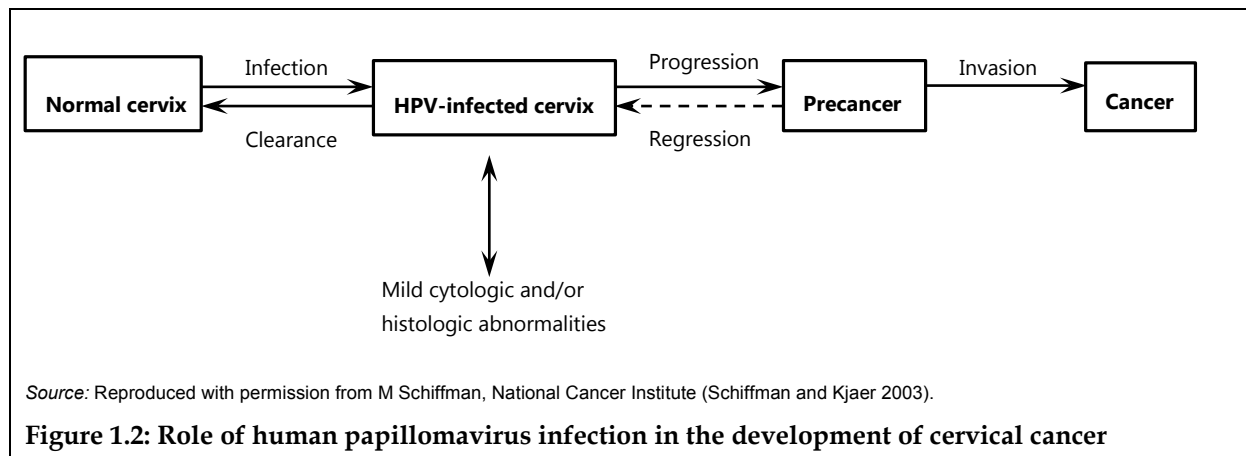 Infection
Progression
Invasion
Normal cervix
HPV-infected cervix
Precancer
Cancer
Clearance
Regression
Mild cytologic and/or
histologic abnormalities
Source: Reproduced with permission from M Schiffman, National Cancer Institute (Schiffman and Kjaer 2003).
Figure 1.2: Role of human papillomavirus infection in the development of cervical cancer